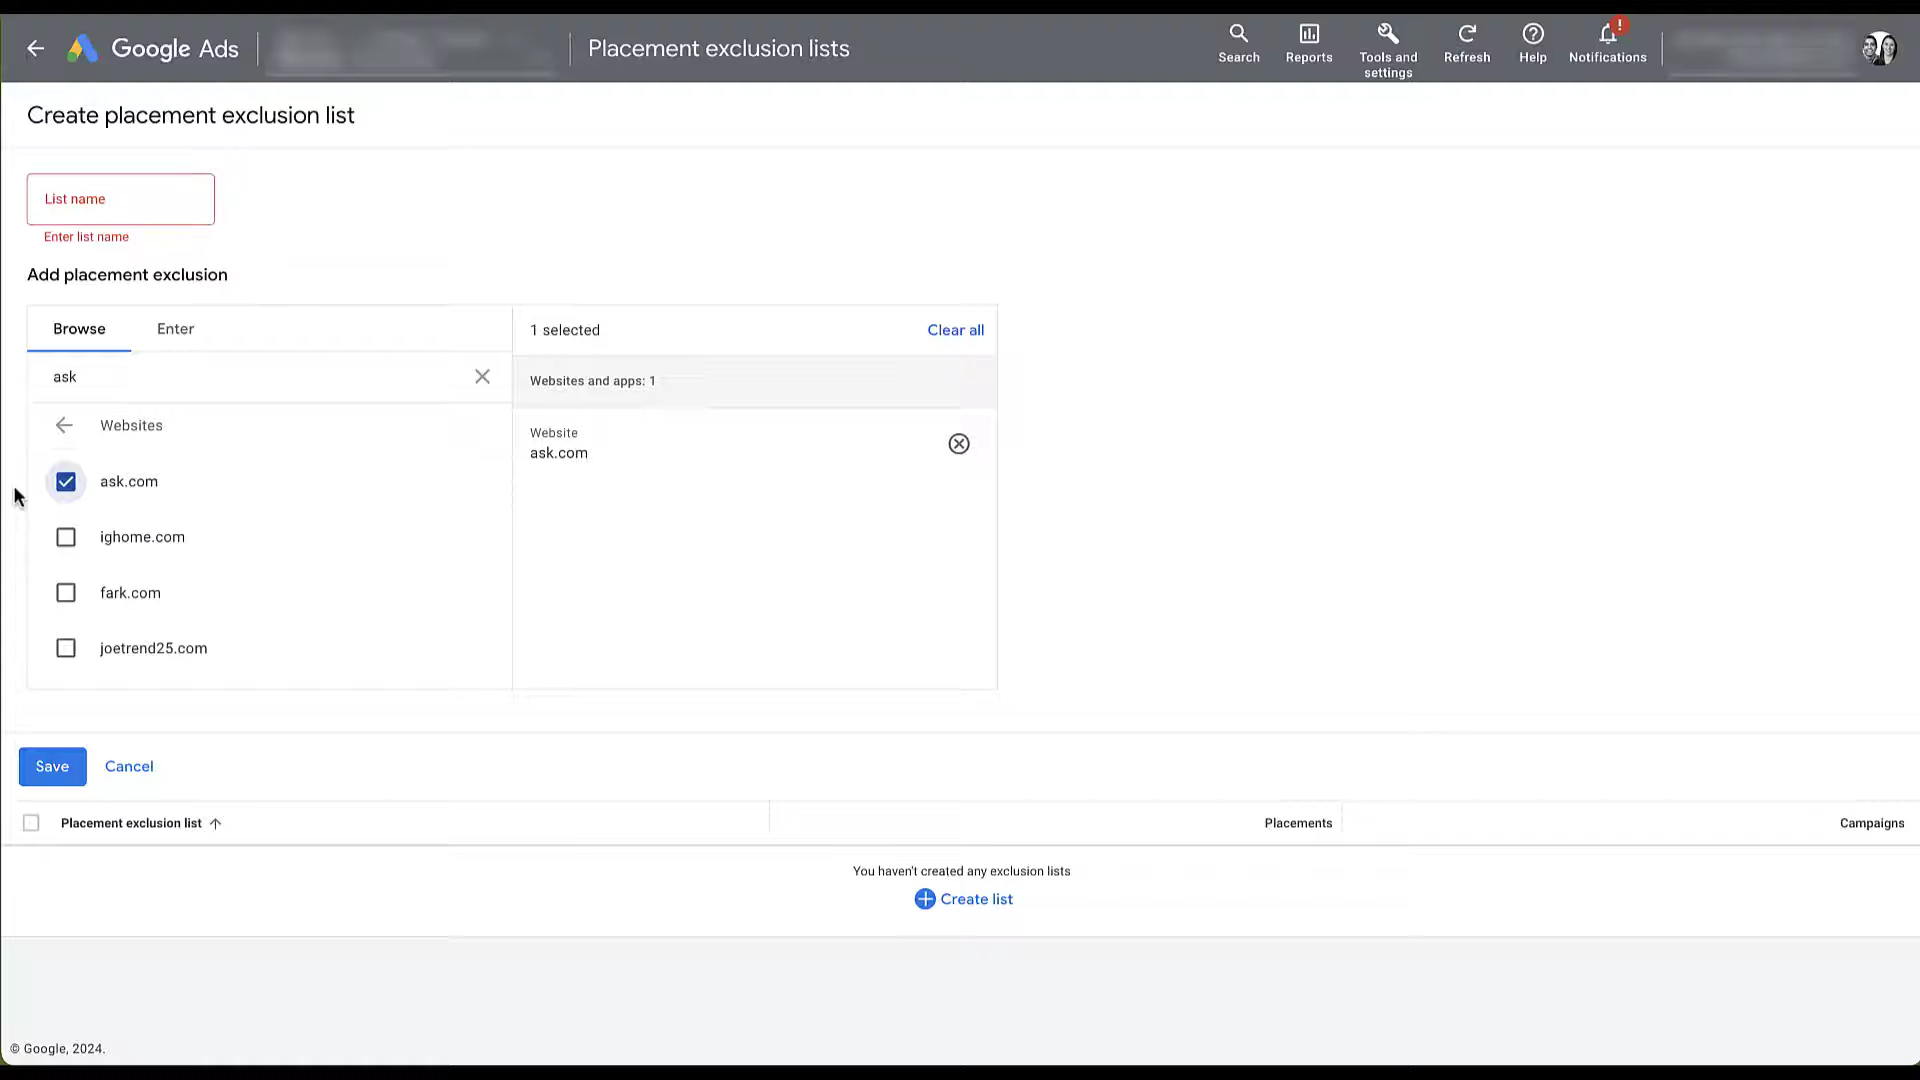 Google Ads
Placement exclusion lists
Search
Reports
Tools and
settings
Refresh
Help
!
Notifications
Create placement exclusion list
List name
Enter list name
Add placement exclusion
Browse
Enter
1 selected
Clear all
ask
Websites and apps: 1
Websites
Website
ask.com
ask.com
ighome.com
fark.com
joetrend25.com
Save
Cancel
Placement exclusion list
Placements
Campaigns
You haven't created any exclusion lists
Create list
© Google, 2024.